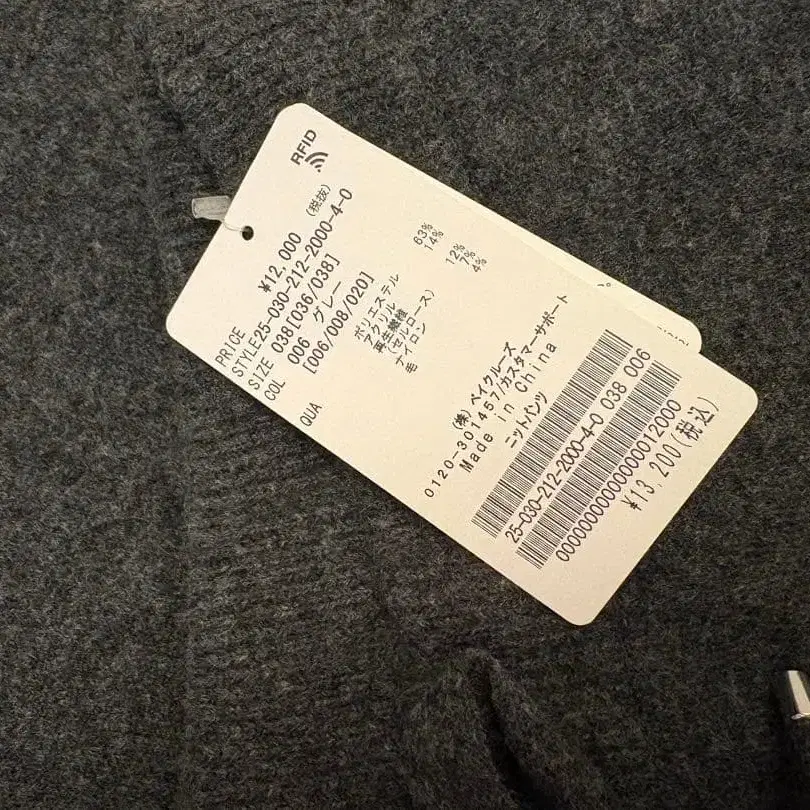 RFID
PRICE ¥12,000 (税抜)
STYLE25-030-212-2000-4-0
SIZE 038[036/038]
COL 006 グレー
[006/008/020]
QUA ポリエステル 63%
アクリル 14%
再生繊維
(セルロース) 12%
ナイロン 7%
毛 4%
(株) ベイクルーズ
0120-301457/カスタマーサポート
Made in China
ニットパンツ
25-030-212-2000-4-0 038 006
¥13,200(税込)